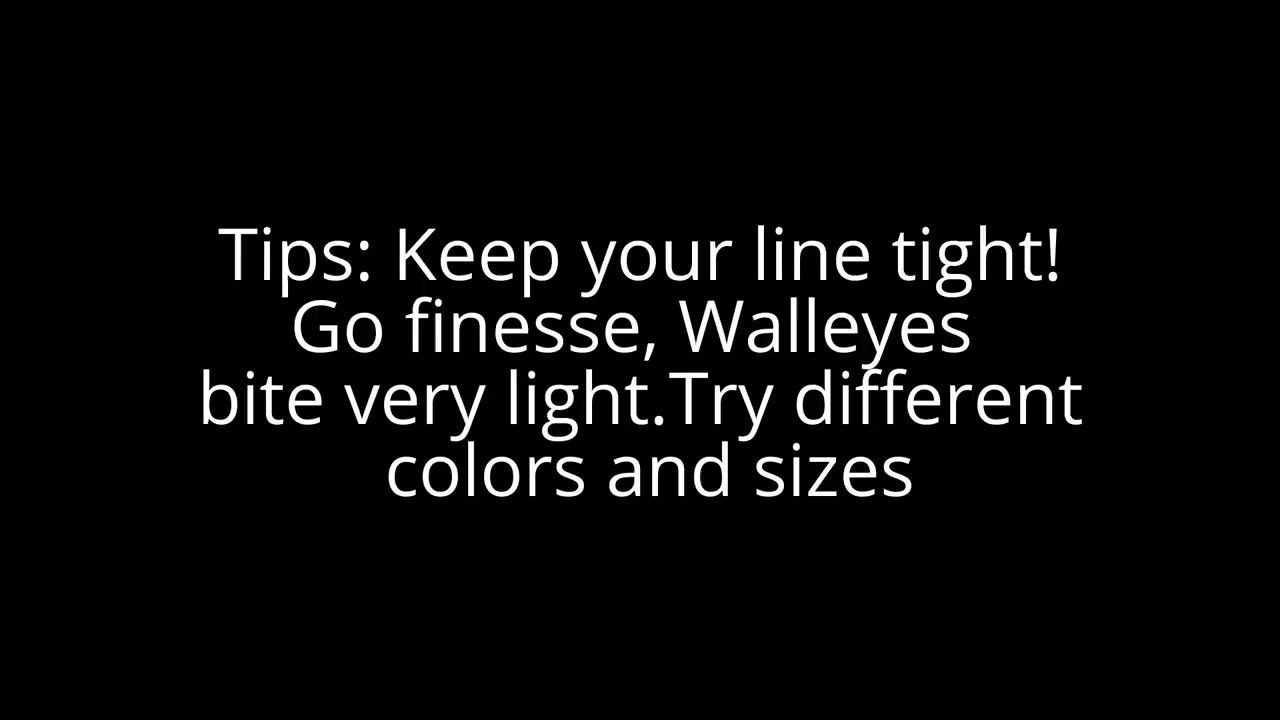 Tips: Keep your line tight!
Go finesse, Walleyes
bite very light.Try different
colors and sizes